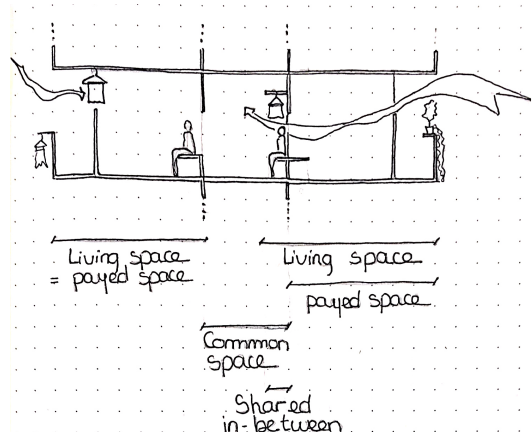 Living space
= payed space
Living space
payed space
Common
space
Shared
in-between